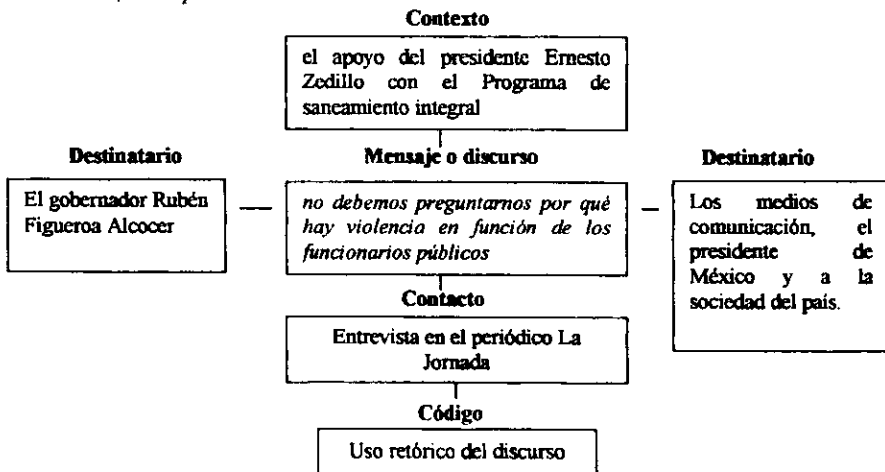 Contexto
el apoyo del presidente Ernesto
Zedillo con el Programa de
saneamiento integral
Destinatario
El gobernador Rubén
Figueroa Alcocer
Mensaje o discurso
no debemos preguntarnos por qué
hay violencia en función de los
funcionarios públicos
Destinatario
Los medios de
comunicación, el
presidente de
México y a la
sociedad del país.
Contacto
Entrevista en el periódico La
Jornada
Código
Uso retórico del discurso